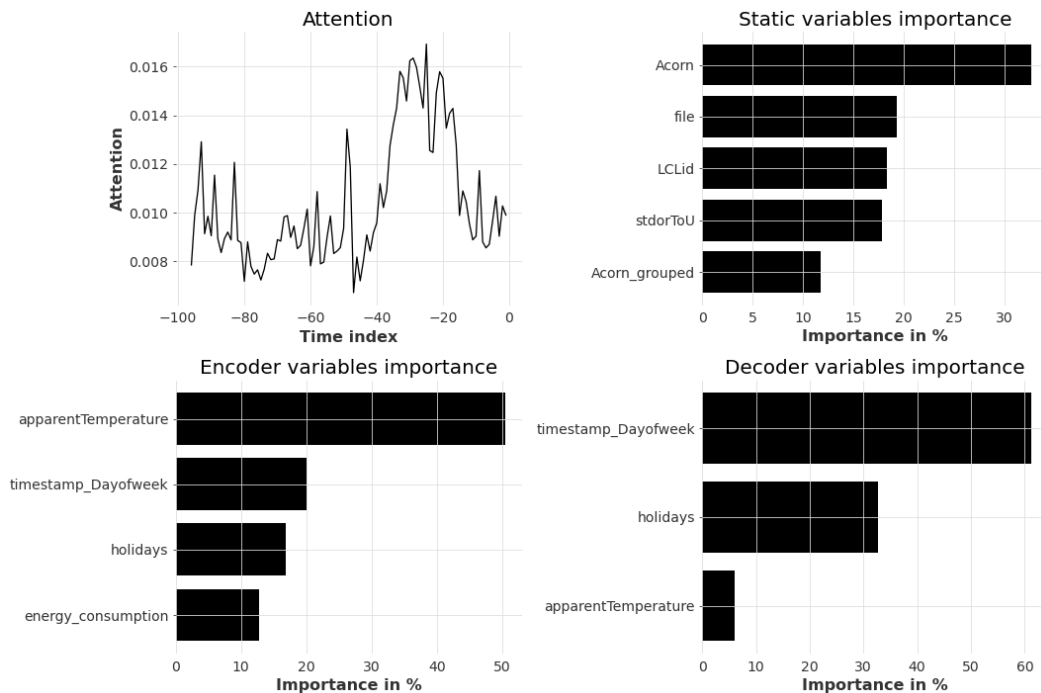 Attention
0.016
0.014
0.012
0.010
0.008
Attention
−100
−80
−60
−40
−20
0
Time index
Static variables importance
Acorn
file
LCLid
stdorToU
Acorn_grouped
0
5
10
15
20
25
30
Importance in %
Encoder variables importance
apparentTemperature
timestamp_Dayofweek
holidays
energy_consumption
0
10
20
30
40
50
Importance in %
Decoder variables importance
timestamp_Dayofweek
holidays
apparentTemperature
0
10
20
30
40
50
60
Importance in %